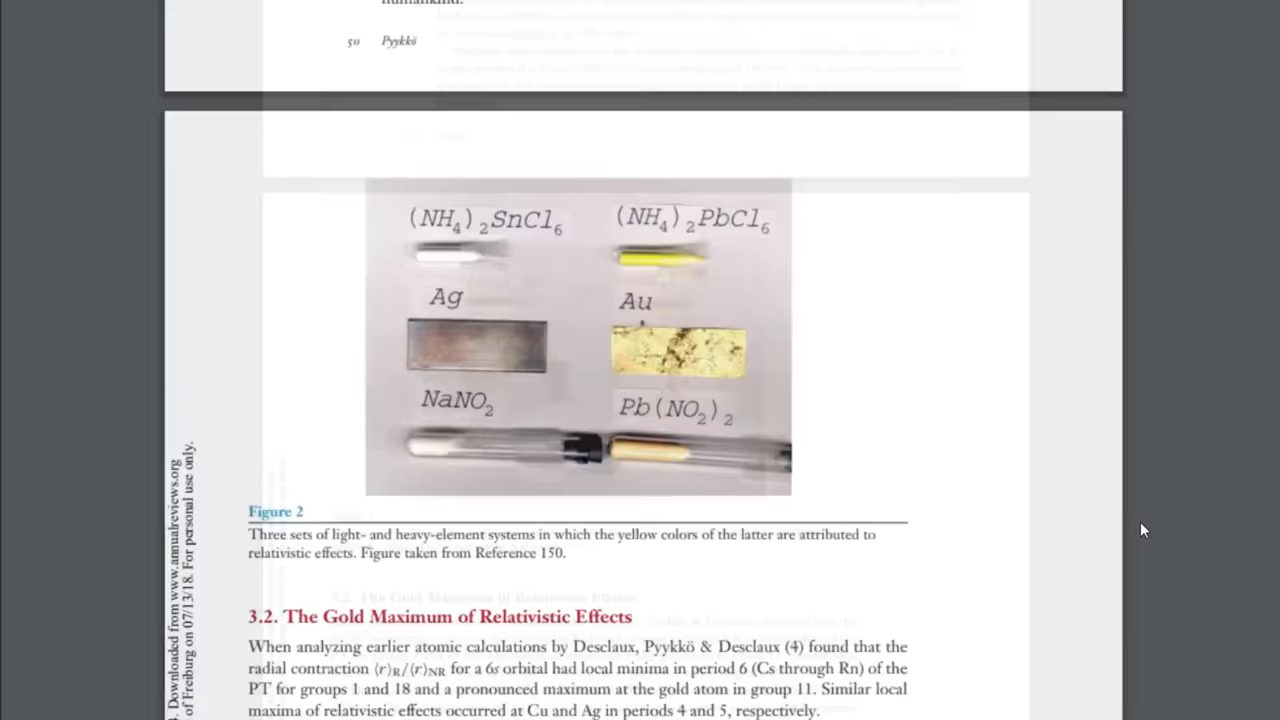 50 Pyykkö
(NH4)2SnCl6 (NH4)2PbCl6
Ag Au
NaNO2 Pb(NO2)2
Figure 2
Three sets of light- and heavy-element systems in which the yellow colors of the latter are attributed to
relativistic effects. Figure taken from Reference 150.
3.2. The Gold Maximum of Relativistic Effects
When analyzing earlier atomic calculations by Desclaux, Pyykkö & Desclaux (4) found that the
radial contraction ⟨r⟩R/⟨r⟩NR for a 6s orbital had local minima in period 6 (Cs through Rn) of the
PT for groups 1 and 18 and a pronounced maximum at the gold atom in group 11. Similar local
maxima of relativistic effects occurred at Cu and Ag in periods 4 and 5, respectively.
Downloaded from www.annualreviews.org
of Freiburg on 07/13/18. For personal use only.